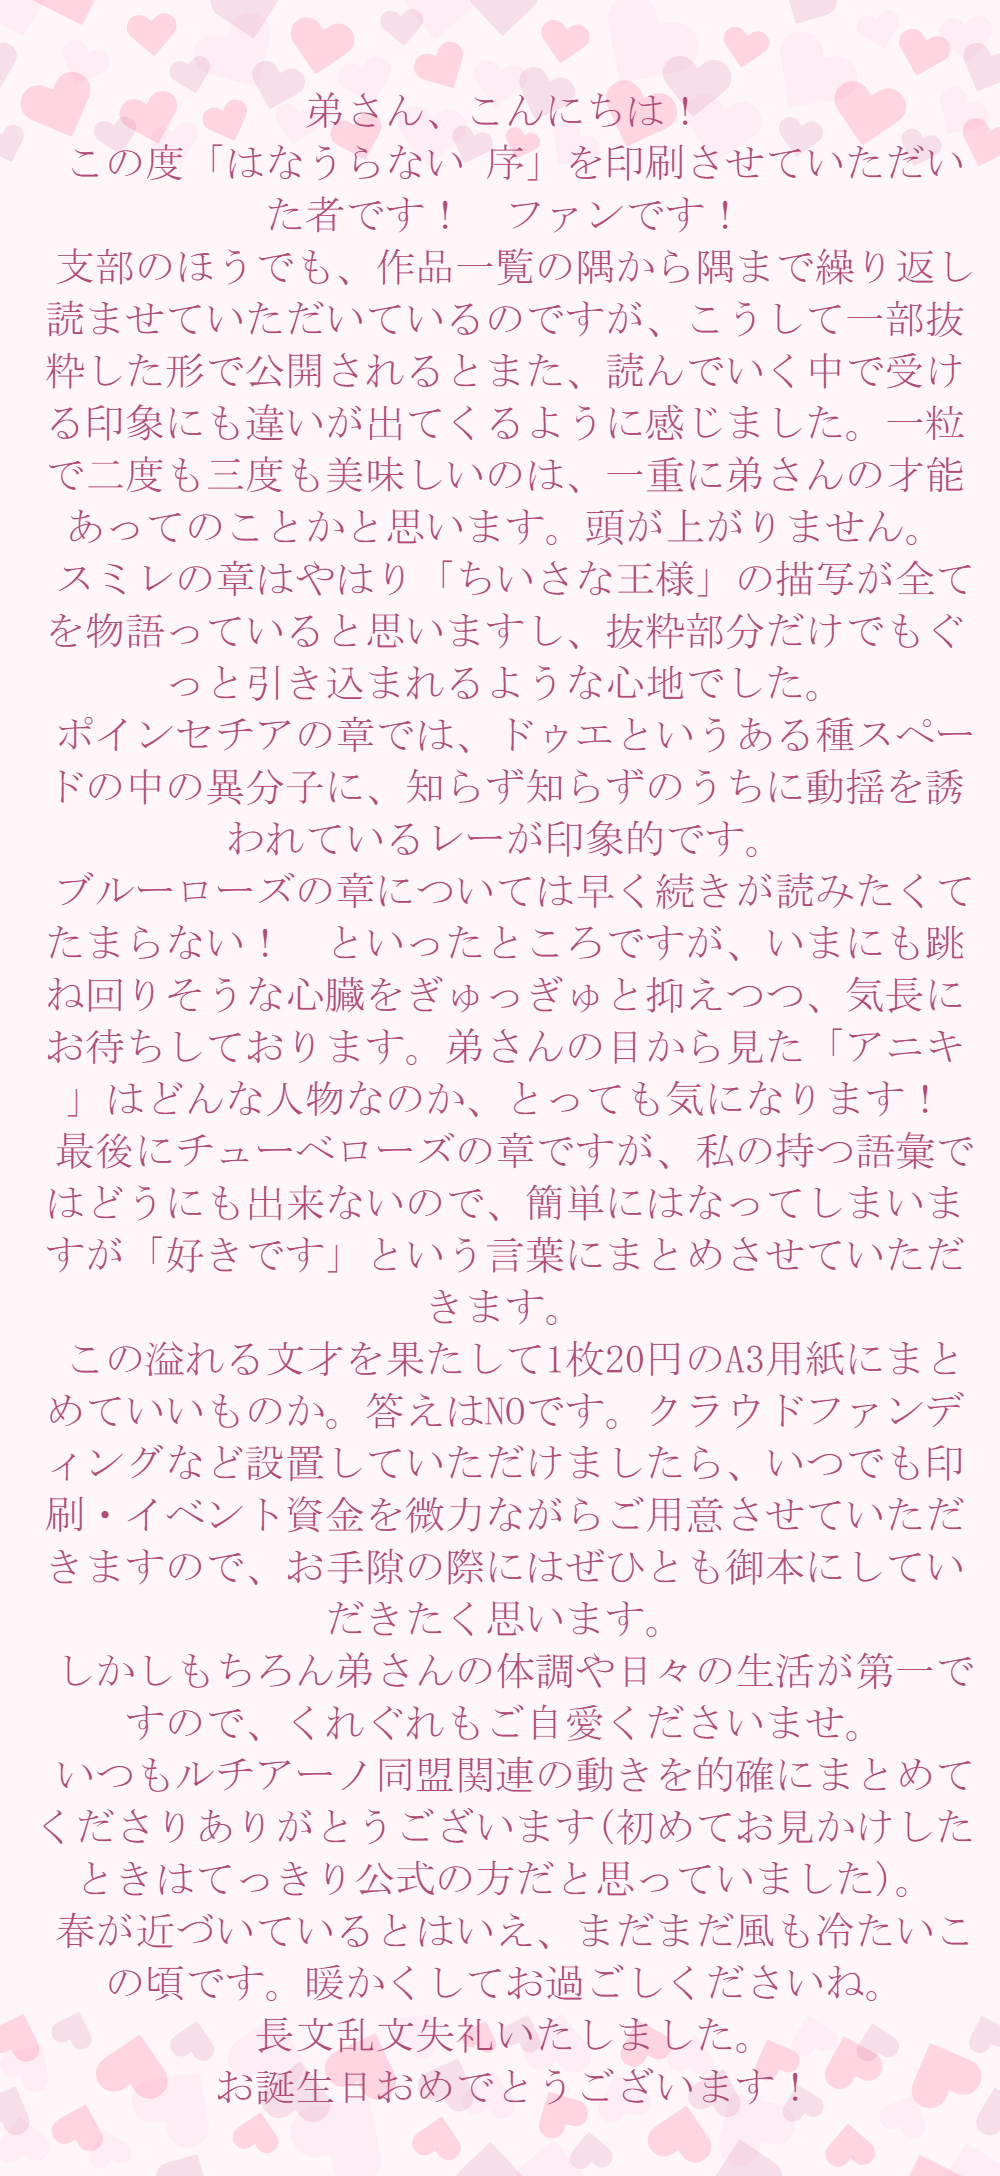 弟さん、こんにちは！
この度「はなうらない 序」を印刷させていただい
た者です！　ファンです！
支部のほうでも、作品一覧の隅から隅まで繰り返し
読ませていただいているのですが、こうして一部抜
粋した形で公開されるとまた、読んでいく中で受け
る印象にも違いが出てくるように感じました。一粒
で二度も三度も美味しいのは、一重に弟さんの才能
あってのことかと思います。頭が上がりません。
スミレの章はやはり「ちいさな王様」の描写が全て
を物語っていると思いますし、抜粋部分だけでもぐ
っと引き込まれるような心地でした。
ポインセチアの章では、ドゥエというある種スペー
ドの中の異分子に、知らず知らずのうちに動揺を誘
われているレーが印象的です。
ブルーローズの章については早く続きが読みたくて
たまらない！　といったところですが、いまにも跳
ね回りそうな心臓をぎゅっぎゅと抑えつつ、気長に
お待ちしております。弟さんの目から見た「アニキ
」はどんな人物なのか、とっても気になります！
最後にチューベローズの章ですが、私の持つ語彙で
はどうにも出来ないので、簡単にはなってしまいま
すが「好きです」という言葉にまとめさせていただ
きます。
この溢れる文才を果たして1枚20円のA3用紙にまと
めていいものか。答えはNOです。クラウドファンデ
ィングなど設置していただけましたら、いつでも印
刷・イベント資金を微力ながらご用意させていただ
きますので、お手隙の際にはぜひとも御本にしてい
だきたく思います。
しかしもちろん弟さんの体調や日々の生活が第一で
すので、くれぐれもご自愛くださいませ。
いつもルチアーノ同盟関連の動きを的確にまとめて
くださりありがとうございます(初めてお見かけした
ときはてっきり公式の方だと思っていました)。
春が近づいているとはいえ、まだまだ風も冷たいこ
の頃です。暖かくしてお過ごしくださいね。
長文乱文失礼いたしました。
お誕生日おめでとうございます！